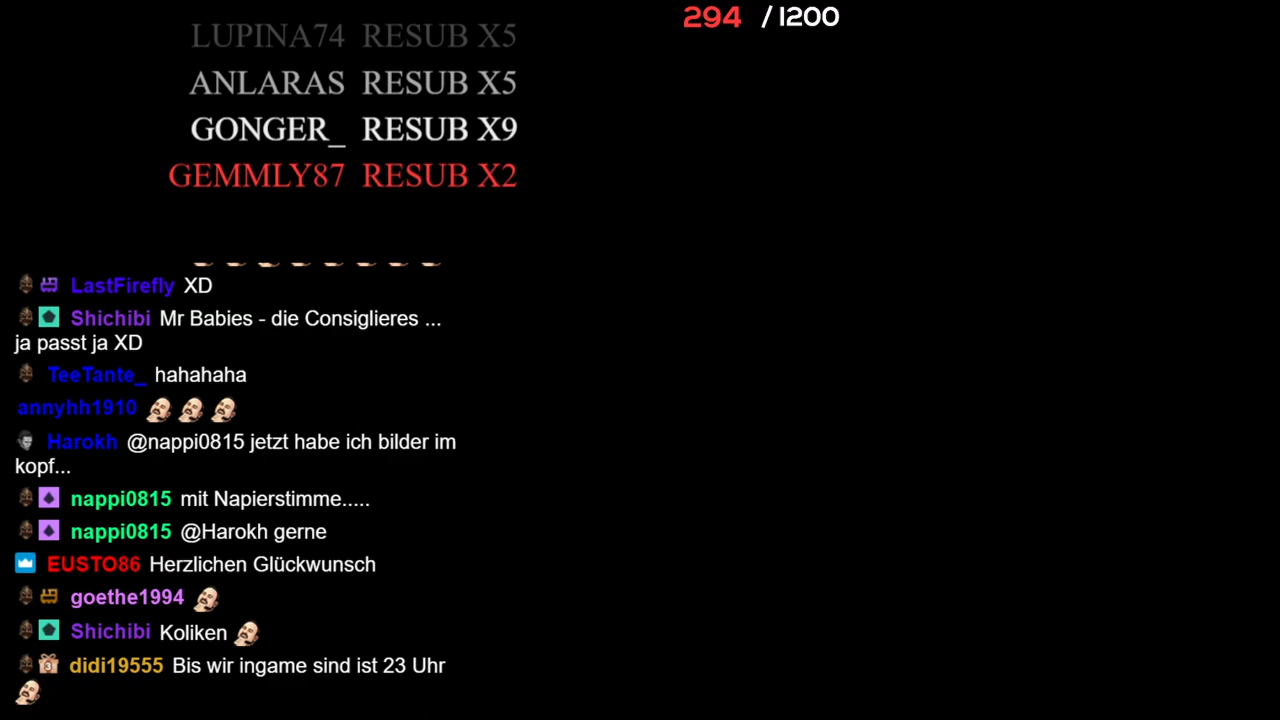 294 /1200
LUPINA74 RESUB X5
ANLARAS RESUB X5
GONGER_ RESUB X9
GEMMLY87 RESUB X2
LastFirefly XD
Shichibi Mr Babies - die Consiglieres ...
ja passt ja XD
TeeTante_ hahahaha
annyhh1910
Harokh @nappi0815 jetzt habe ich bilder im
kopf...
nappi0815 mit Napierstimme.....
nappi0815 @Harokh gerne
EUSTO86 Herzlichen Glückwunsch
goethe1994
Shichibi Koliken
3 didi19555 Bis wir ingame sind ist 23 Uhr